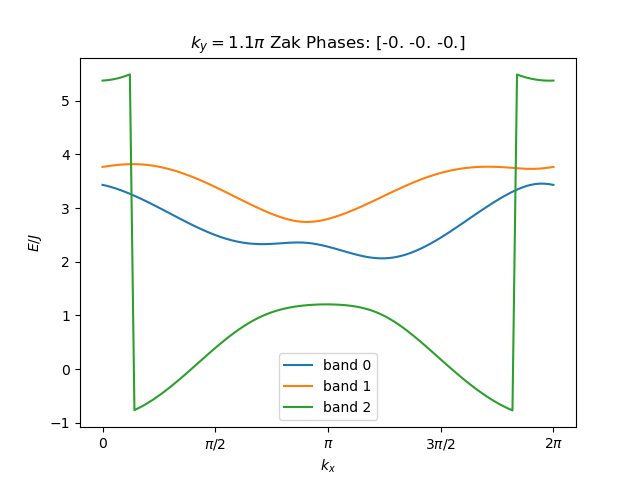 $k_y = 1.1\pi$ Zak Phases: [-0. -0. -0.]
E/J
5
4
3
2
1
0
−1
band 0
band 1
band 2
0
π/2
π
3π/2
2π
$k_x$